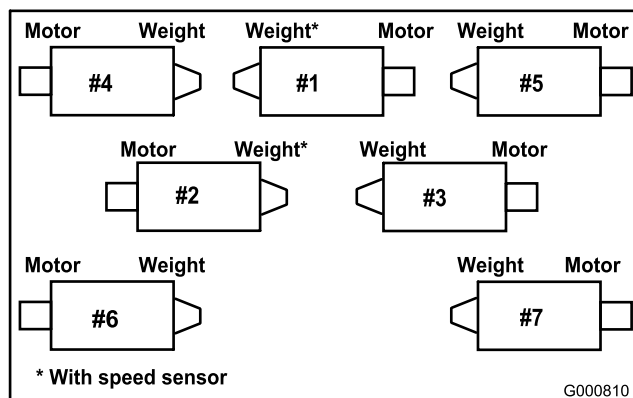 Motor Weight Weight* Motor Weight Motor
#4 #1 #5
Motor Weight* Weight Motor
#2 #3
Motor Weight Weight Motor
#6 #7
* With speed sensor
G000810